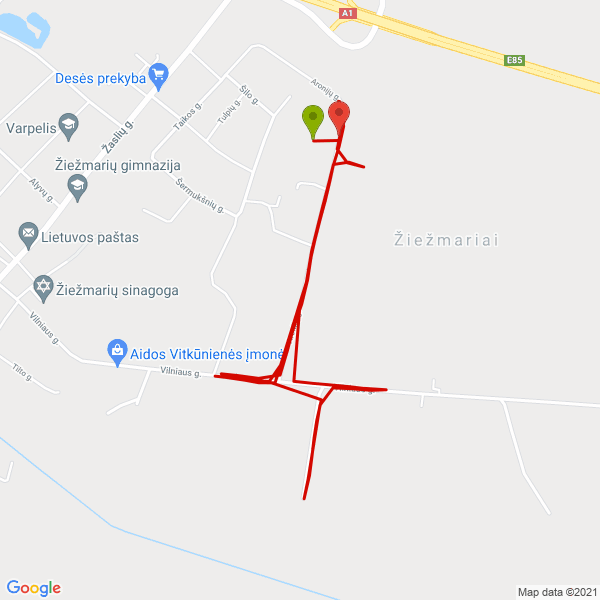 A1
E85
Desės prekyba
Aronijų g.
Šilo g.
Tulpių g.
Taikos g.
Žaslių g.
Varpelis
Žiežmarių gimnazija
Alyvų g.
Šermukšnių g.
Lietuvos paštas
Žiežmariai
Žiežmarių sinagoga
Vilniaus g.
Aidos Vitkūnienės įmonė
Vilniaus g.
Tilto g.
Vilniaus g.
Google
Map data ©2021